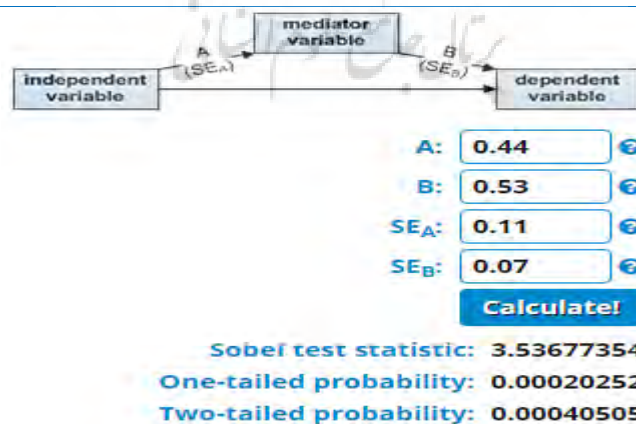 mediator
variable
A
(SEA)
B
(SEB)
independent
variable
dependent
variable
A: 0.44
B: 0.53
SEA: 0.11
SEB: 0.07
Calculate!
Sobel test statistic: 3.53677354
One-tailed probability: 0.00020252
Two-tailed probability: 0.00040505